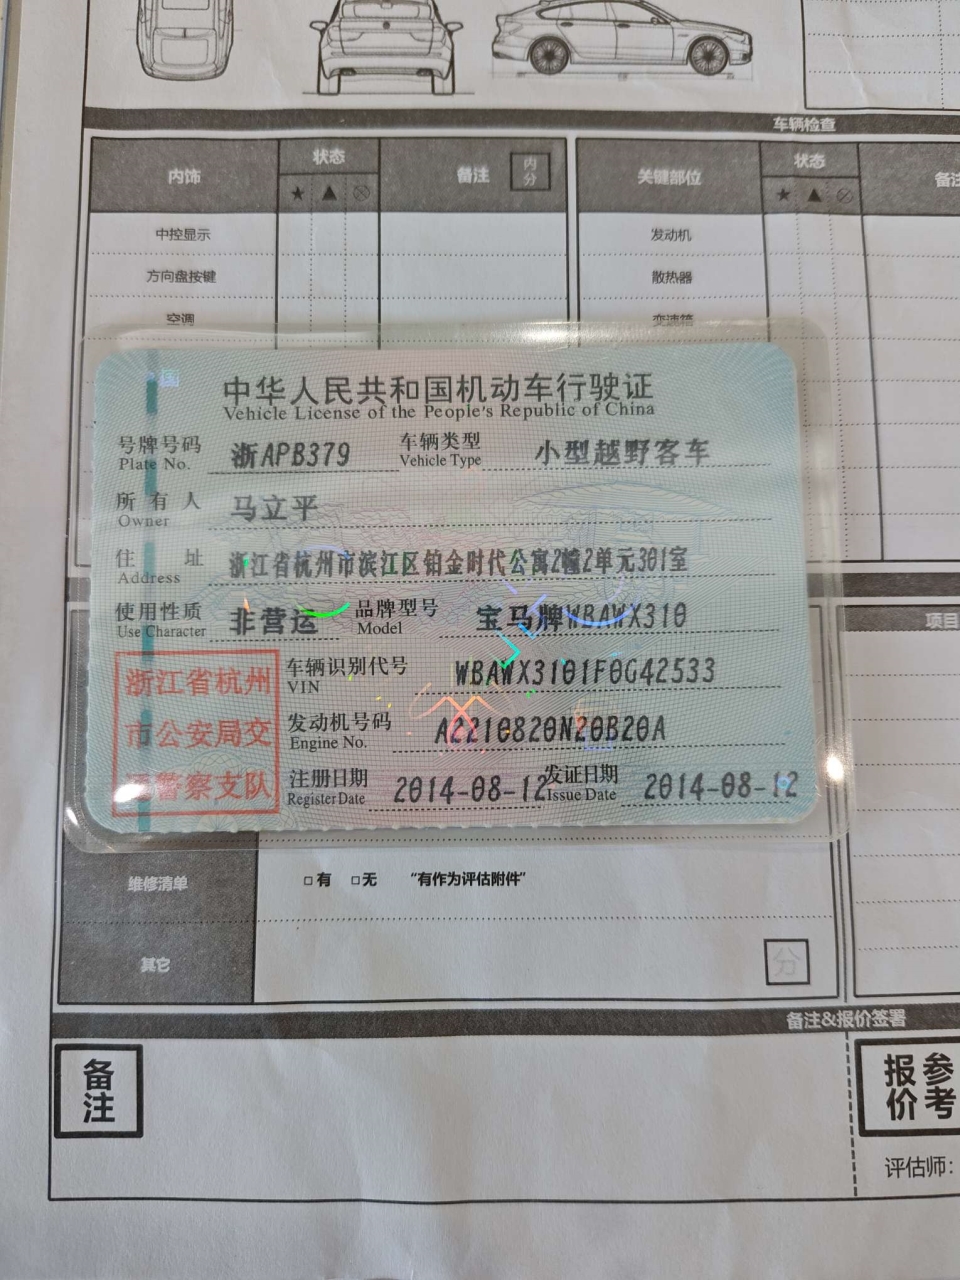 车辆检查
内饰 状态 备注 内分 关键部位 状态
★ ▲ ⊗ ★ ▲ ⊗
中控显示 发动机
方向盘按键 散热器
空调 变速箱
中华人民共和国机动车行驶证
Vehicle License of the People's Republic of China
号牌号码 浙APB379 车辆类型 小型越野客车
Plate No. Vehicle Type
所有人 马立平
Owner
住址 浙江省杭州市滨江区铂金时代公寓2幢2单元301室
Address
使用性质 非营运 品牌型号 宝马牌WBAWX310
Use Character Model
浙江省杭州
市公安局交
通警察支队
车辆识别代号 WBAWX3101F0G42533
VIN
发动机号码 A2210820N20B20A
Engine No.
注册日期 2014-08-12 发证日期 2014-08-12
Register Date Issue Date
项目
维修清单 □有 □无 “有作为评估附件”
其它 分
备注&报价签署
备注
参考报价
评估师: